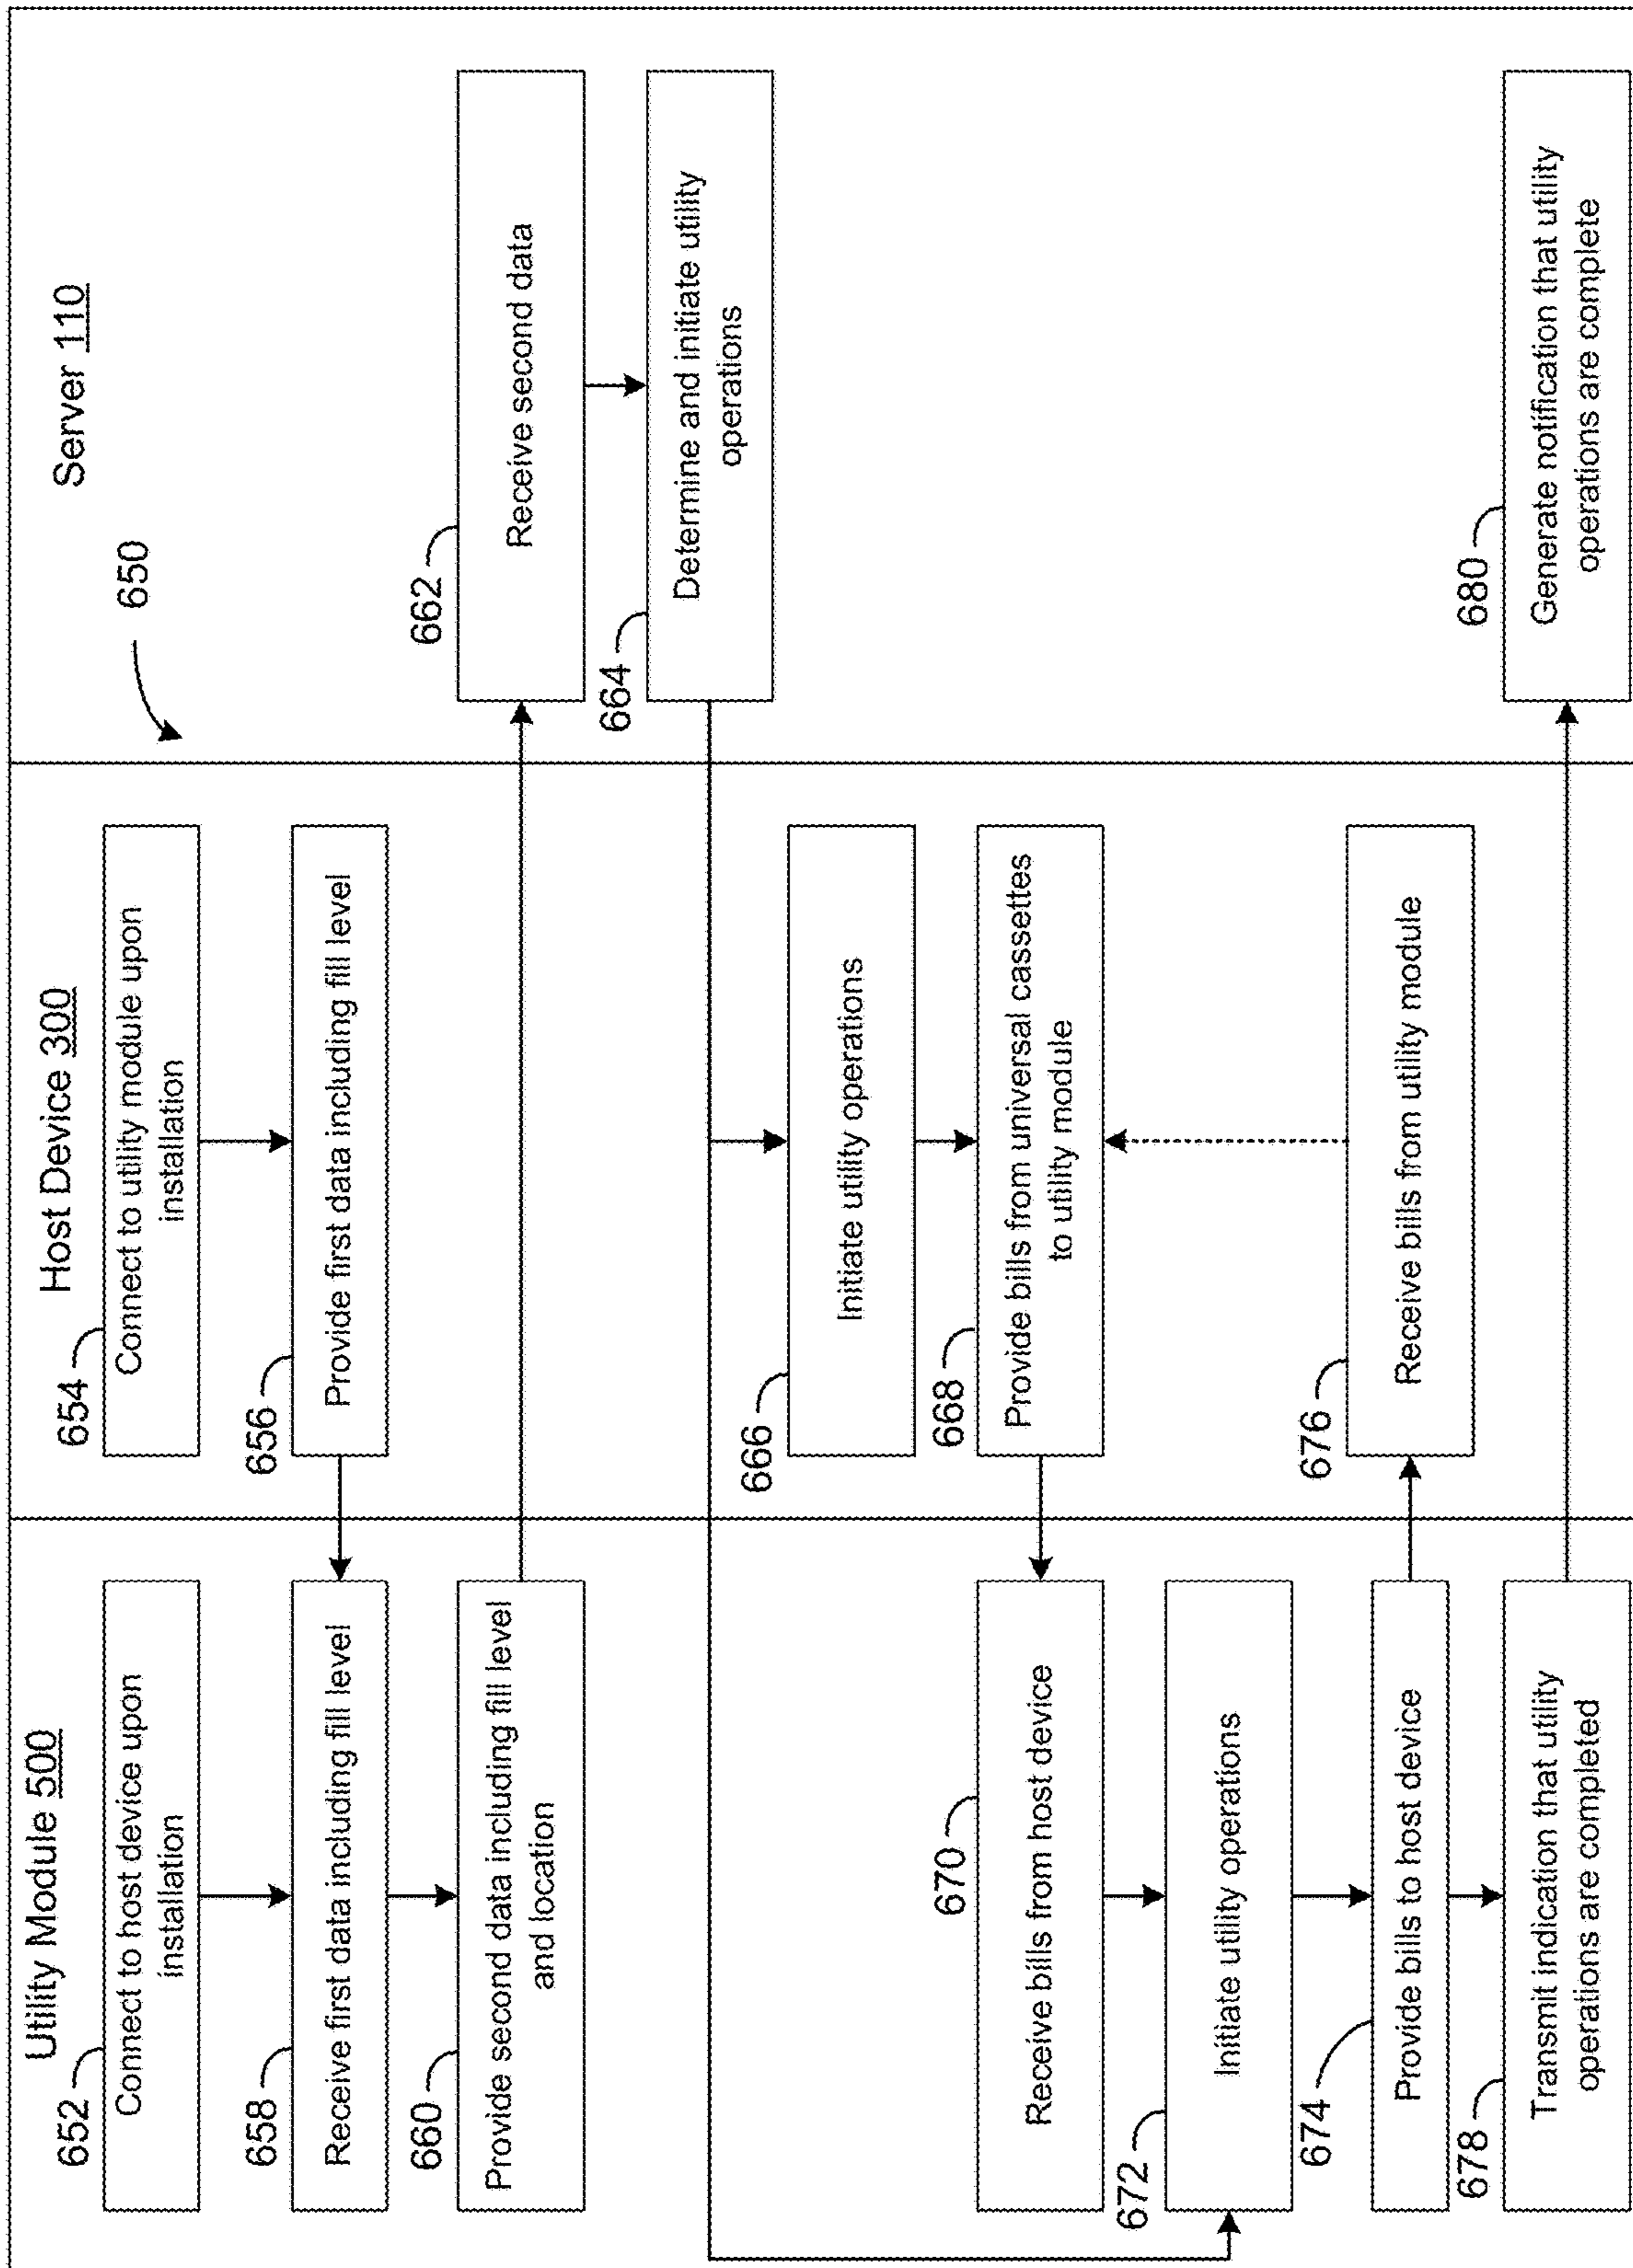 Utility Module 500
Host Device 300
Server 110
650
652
Connect to host device upon
installation
654
Connect to utility module upon
installation
656
Provide first data including fill level
658
Receive first data including fill level
660
Provide second data including fill level
and location
662
Receive second data
664
Determine and initiate utility
operations
666
Initiate utility operations
668
Provide bills from universal cassettes
to utility module
670
Receive bills from host device
672
Initiate utility operations
674
Provide bills to host device
676
Receive bills from utility module
678
Transmit indication that utility
operations are completed
680
Generate notification that utility
operations are complete